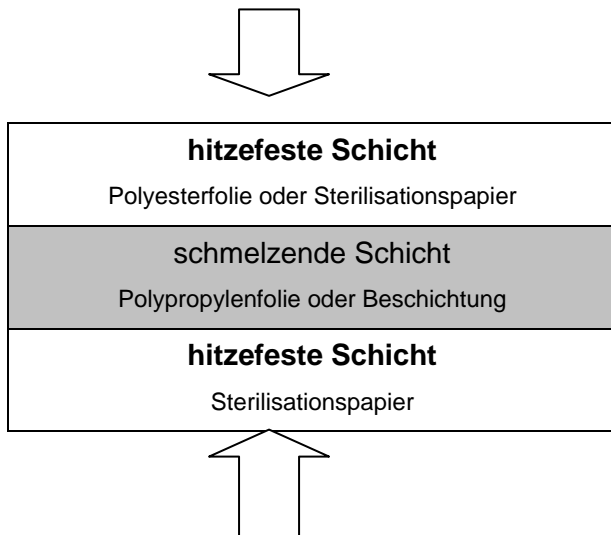 hitzefeste Schicht
Polyesterfolie oder Sterilisationspapier
schmelzende Schicht
Polypropylenfolie oder Beschichtung
hitzefeste Schicht
Sterilisationspapier